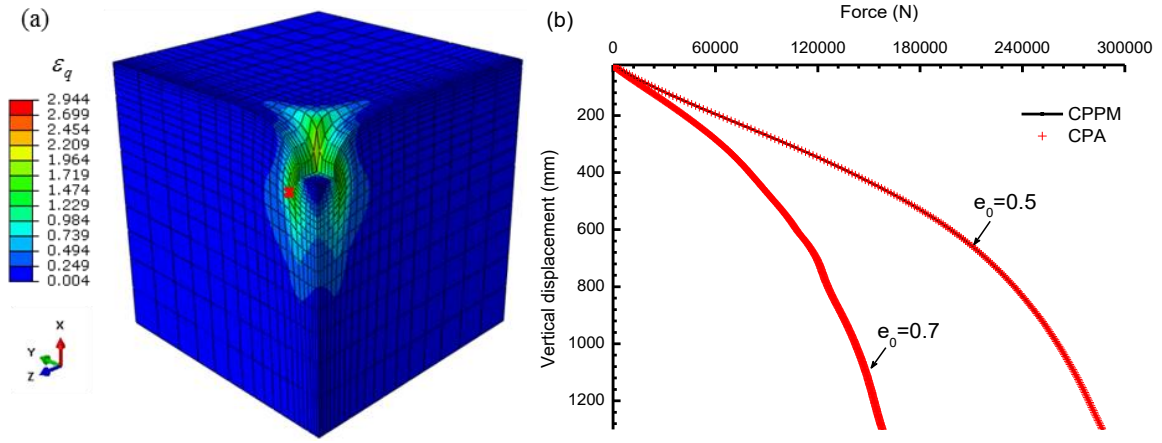 (a)
εq
2.944
2.699
2.454
2.209
1.964
1.719
1.474
1.229
0.984
0.739
0.494
0.249
0.004
X
Y
Z
(b)
Force (N)
0 60000 120000 180000 240000 300000
Vertical displacement (mm)
200
400
600
800
1000
1200
CPPM
CPA
e0=0.5
e0=0.7